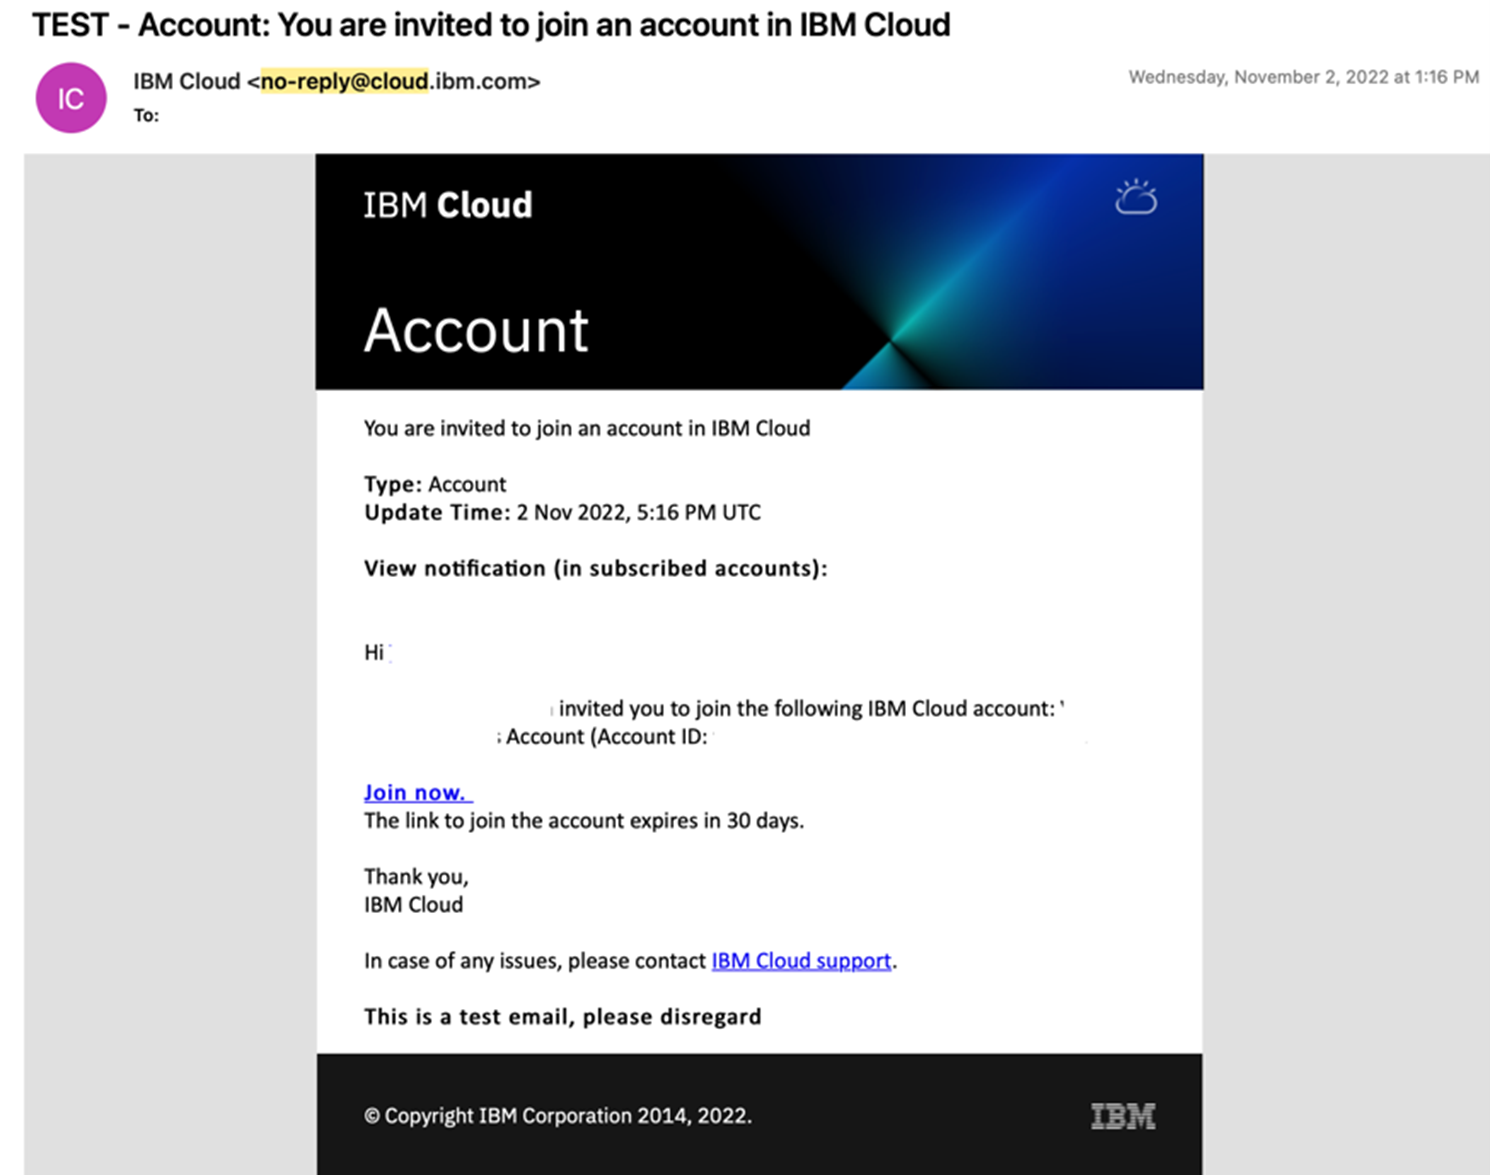 TEST - Account: You are invited to join an account in IBM Cloud
IC
IBM Cloud <no-reply@cloud.ibm.com>
Wednesday, November 2, 2022 at 1:16 PM
To:
IBM Cloud
Account
You are invited to join an account in IBM Cloud
Type: Account
Update Time: 2 Nov 2022, 5:16 PM UTC
View notification (in subscribed accounts):
Hi
invited you to join the following IBM Cloud account:
Account (Account ID:
Join now.
The link to join the account expires in 30 days.
Thank you,
IBM Cloud
In case of any issues, please contact IBM Cloud support.
This is a test email, please disregard
© Copyright IBM Corporation 2014, 2022.
IBM